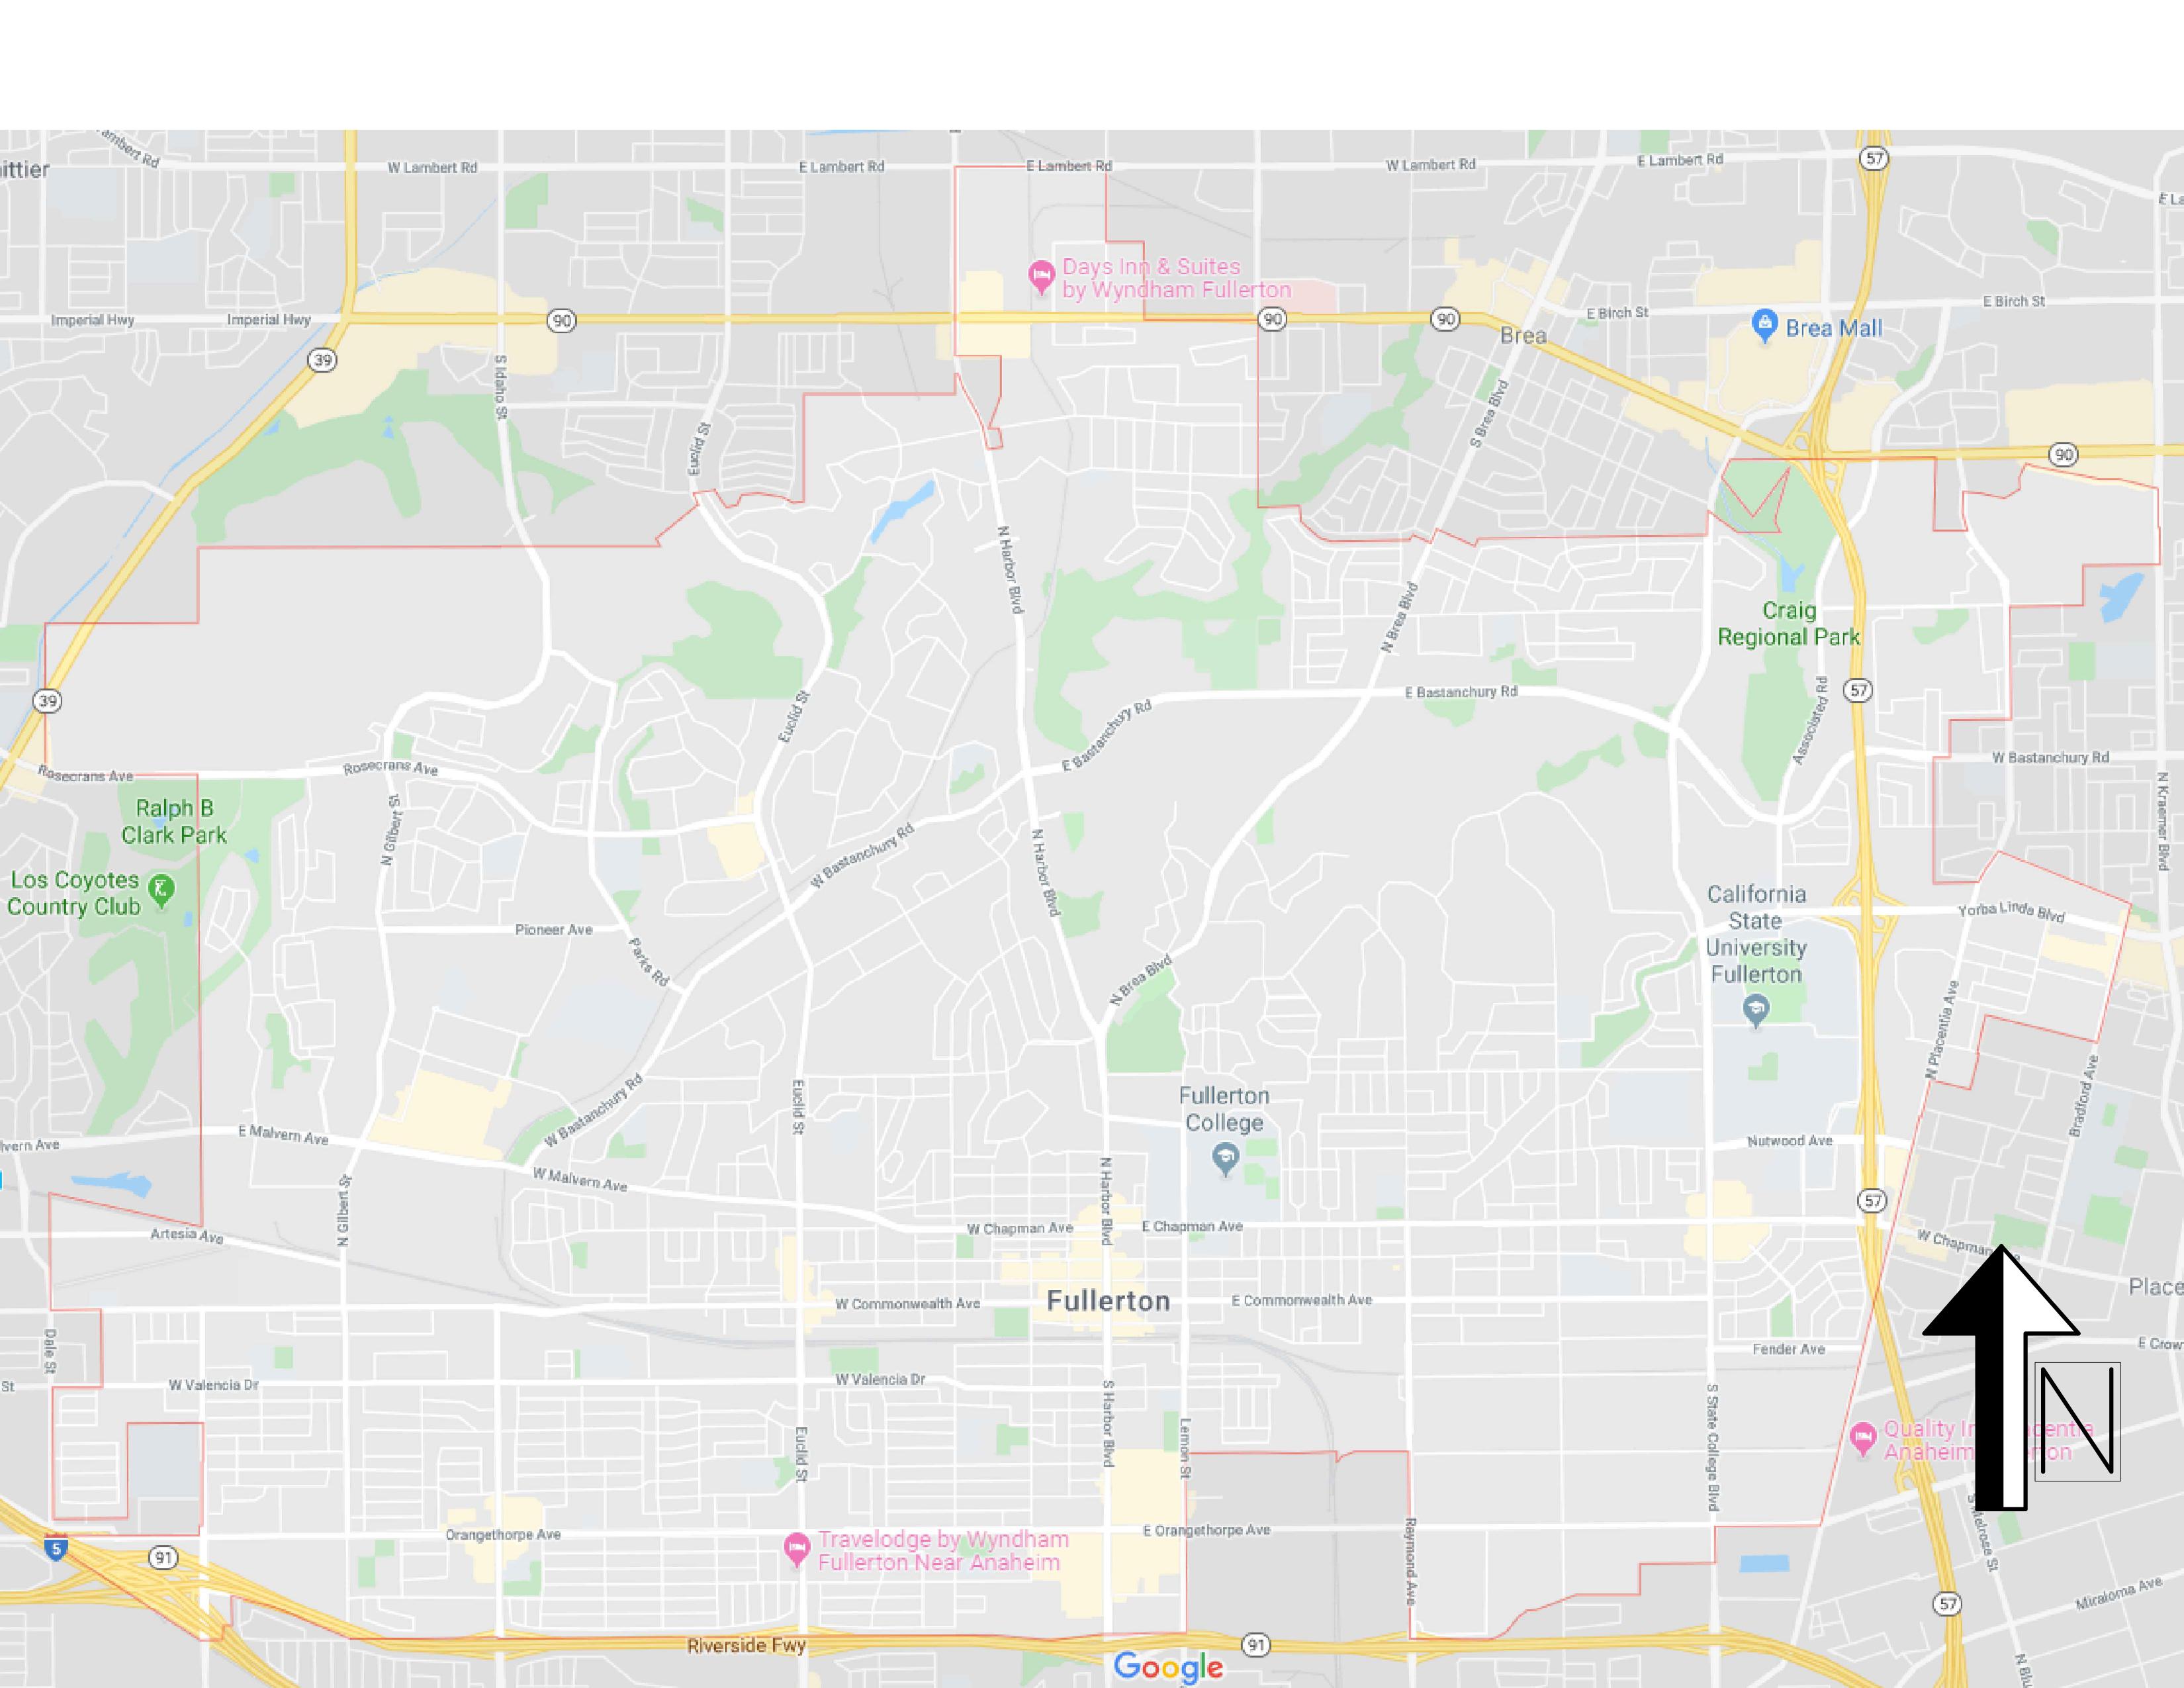 ambert Rd
ittier
W Lambert Rd
E Lambert Rd
E Lambert Rd
W Lambert Rd
E Lambert Rd
57
E La
Days Inn & Suites
by Wyndham Fullerton
Imperial Hwy
Imperial Hwy
90
90
90
E Birch St
E Birch St
Brea
Brea Mall
39
S Idaho St
Euclid St
S Brea Blvd
90
N Harbor Blvd
N Brea Blvd
Craig
Regional Park
39
Euclid St
E Bastanchury Rd
E Bastanchury Rd
Associated Rd
57
Rosecrans Ave
Rosecrans Ave
W Bastanchury Rd
N Kraemer Blvd
Ralph B
Clark Park
N Gilbert St
W Bastanchury Rd
N Harbor Blvd
Los Coyotes
Country Club
California
State
University
Fullerton
Yorba Linda Blvd
Pioneer Ave
Parks Rd
N Brea Blvd
N Placentia Ave
Bradford Ave
Euclid St
Fullerton
College
W Bastanchury Rd
lvern Ave
E Malvern Ave
Nutwood Ave
W Malvern Ave
N Gilbert St
N Harbor Blvd
57
Artesia Ave
W Chapman Ave
E Chapman Ave
W Chapman
Place
W Commonwealth Ave
Fullerton
E Commonwealth Ave
Dale St
Fender Ave
E Crow
St
W Valencia Dr
W Valencia Dr
S Harbor Blvd
S State College Blvd
Euclid St
Lemon St
Quality In
Anaheim
N
5
91
Orangethorpe Ave
Travelodge by Wyndham
Fullerton Near Anaheim
E Orangethorpe Ave
Raymond Ave
S Melrose St
Miraloma Ave
57
Riverside Fwy
91
Google